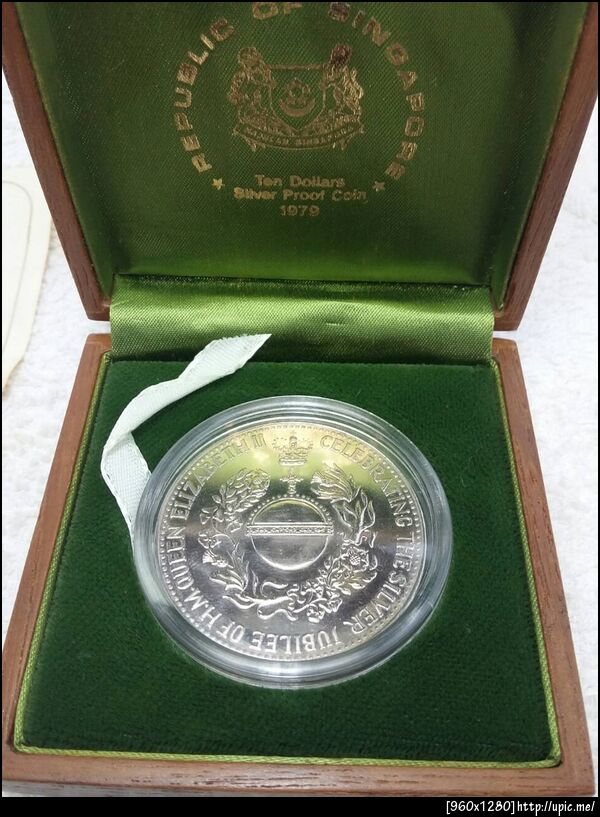 ★ REPUBLIC OF SINGAPORE ★
MAJULAH SINGAPURA
Ten Dollars
Silver Proof Coin
1979
CELEBRATING THE SILVER JUBILEE OF H.M. QUEEN ELIZABETH II
[960x1280]http://upic.me/